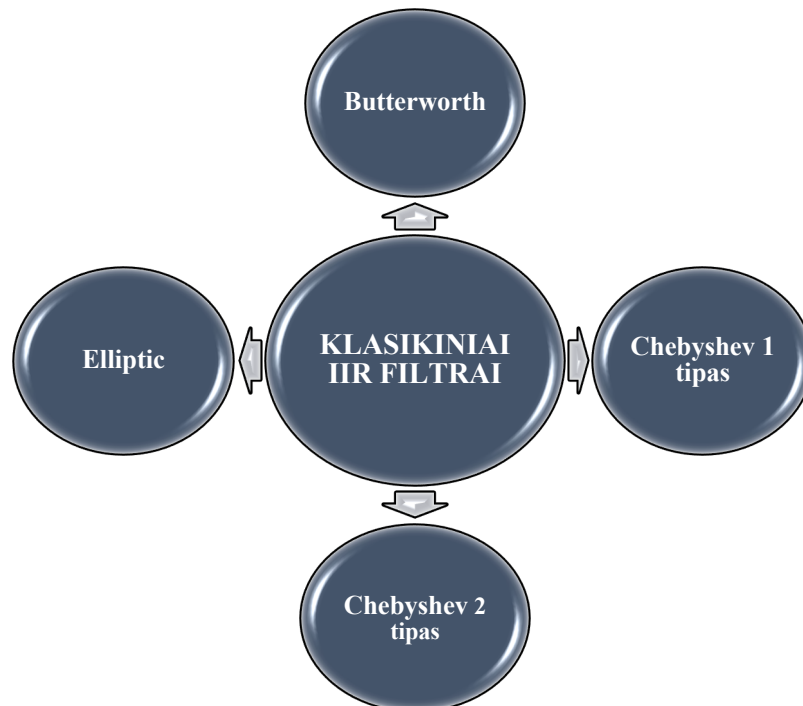 Butterworth
Elliptic
KLASIKINIAI
IIR FILTRAI
Chebyshev 1
tipas
Chebyshev 2
tipas